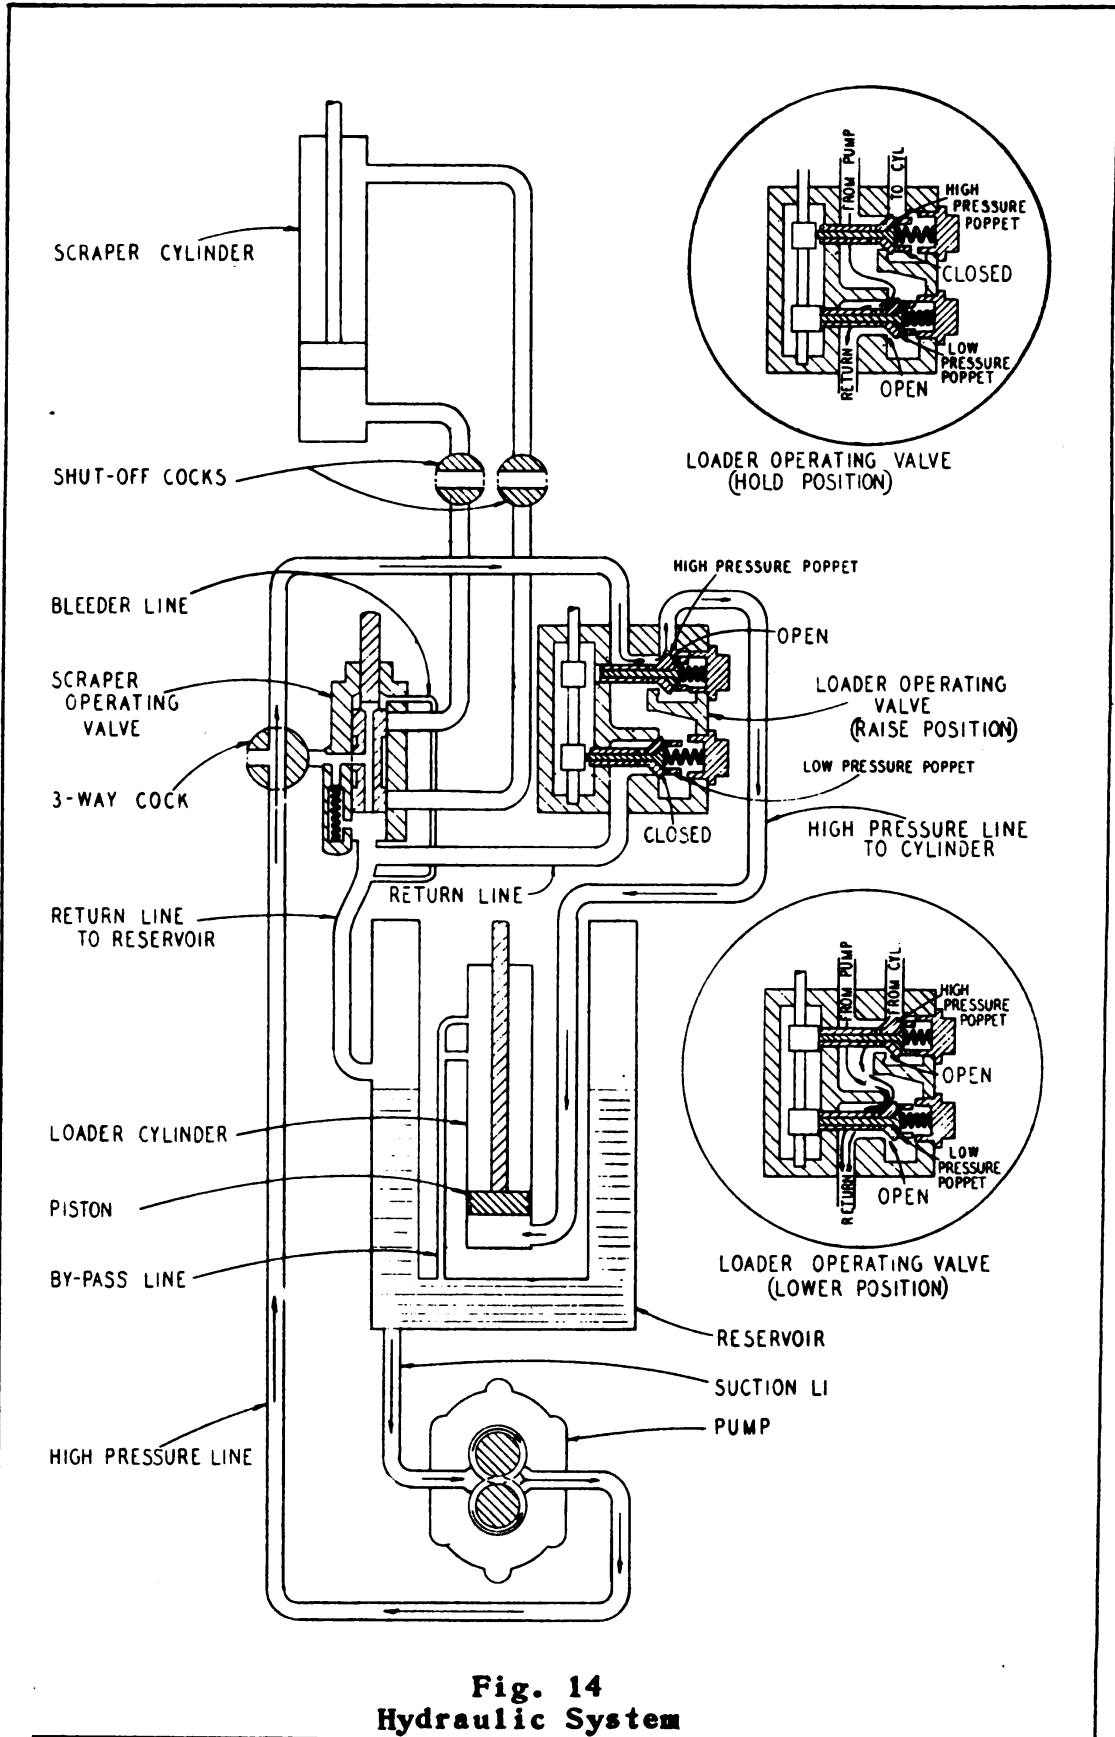 FROM PUMP
TO CYL
HIGH
PRESSURE
POPPET
CLOSED
LOW
PRESSURE
POPPET
RETURN
OPEN
LOADER OPERATING VALVE
(HOLD POSITION)
SCRAPER CYLINDER
SHUT-OFF COCKS
HIGH PRESSURE POPPET
BLEEDER LINE
OPEN
SCRAPER
OPERATING
VALVE
LOADER OPERATING
VALVE
(RAISE POSITION)
LOW PRESSURE POPPET
3-WAY COCK
CLOSED
HIGH PRESSURE LINE
TO CYLINDER
RETURN LINE
RETURN LINE
TO RESERVOIR
FROM PUMP
FROM CYL.
HIGH
PRESSURE
POPPET
OPEN
LOW
PRESSURE
POPPET
RETURN
OPEN
LOADER OPERATING VALVE
(LOWER POSITION)
LOADER CYLINDER
PISTON
BY-PASS LINE
RESERVOIR
SUCTION LI
PUMP
HIGH PRESSURE LINE
Fig. 14
Hydraulic System